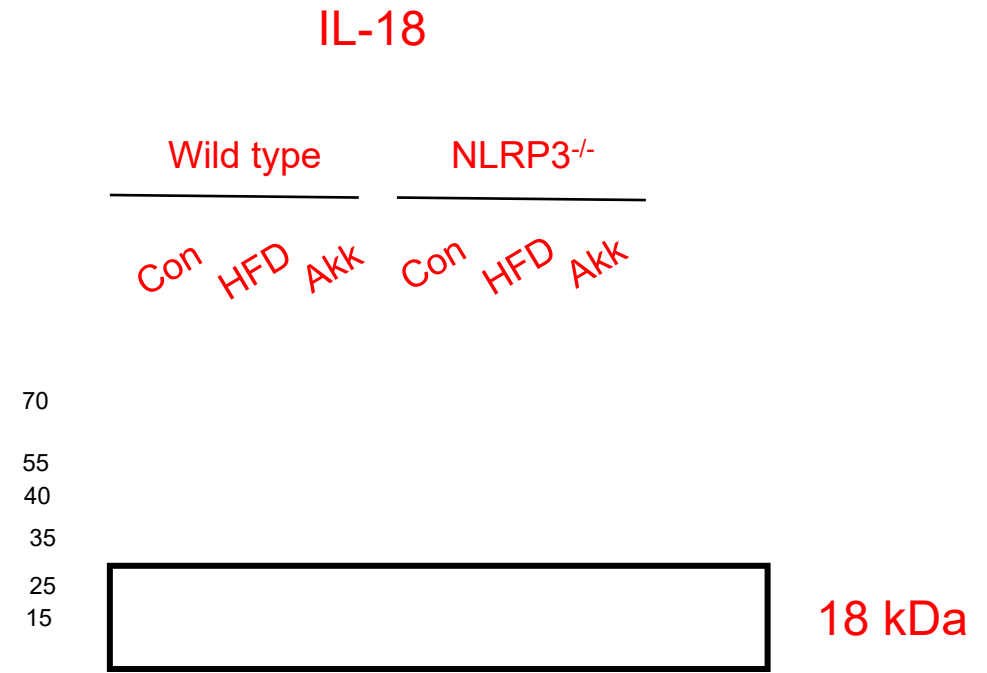 IL-18
Wild type NLRP3-/-
Con HFD Akk Con HFD Akk
70
55
40
35
25
15
18 kDa